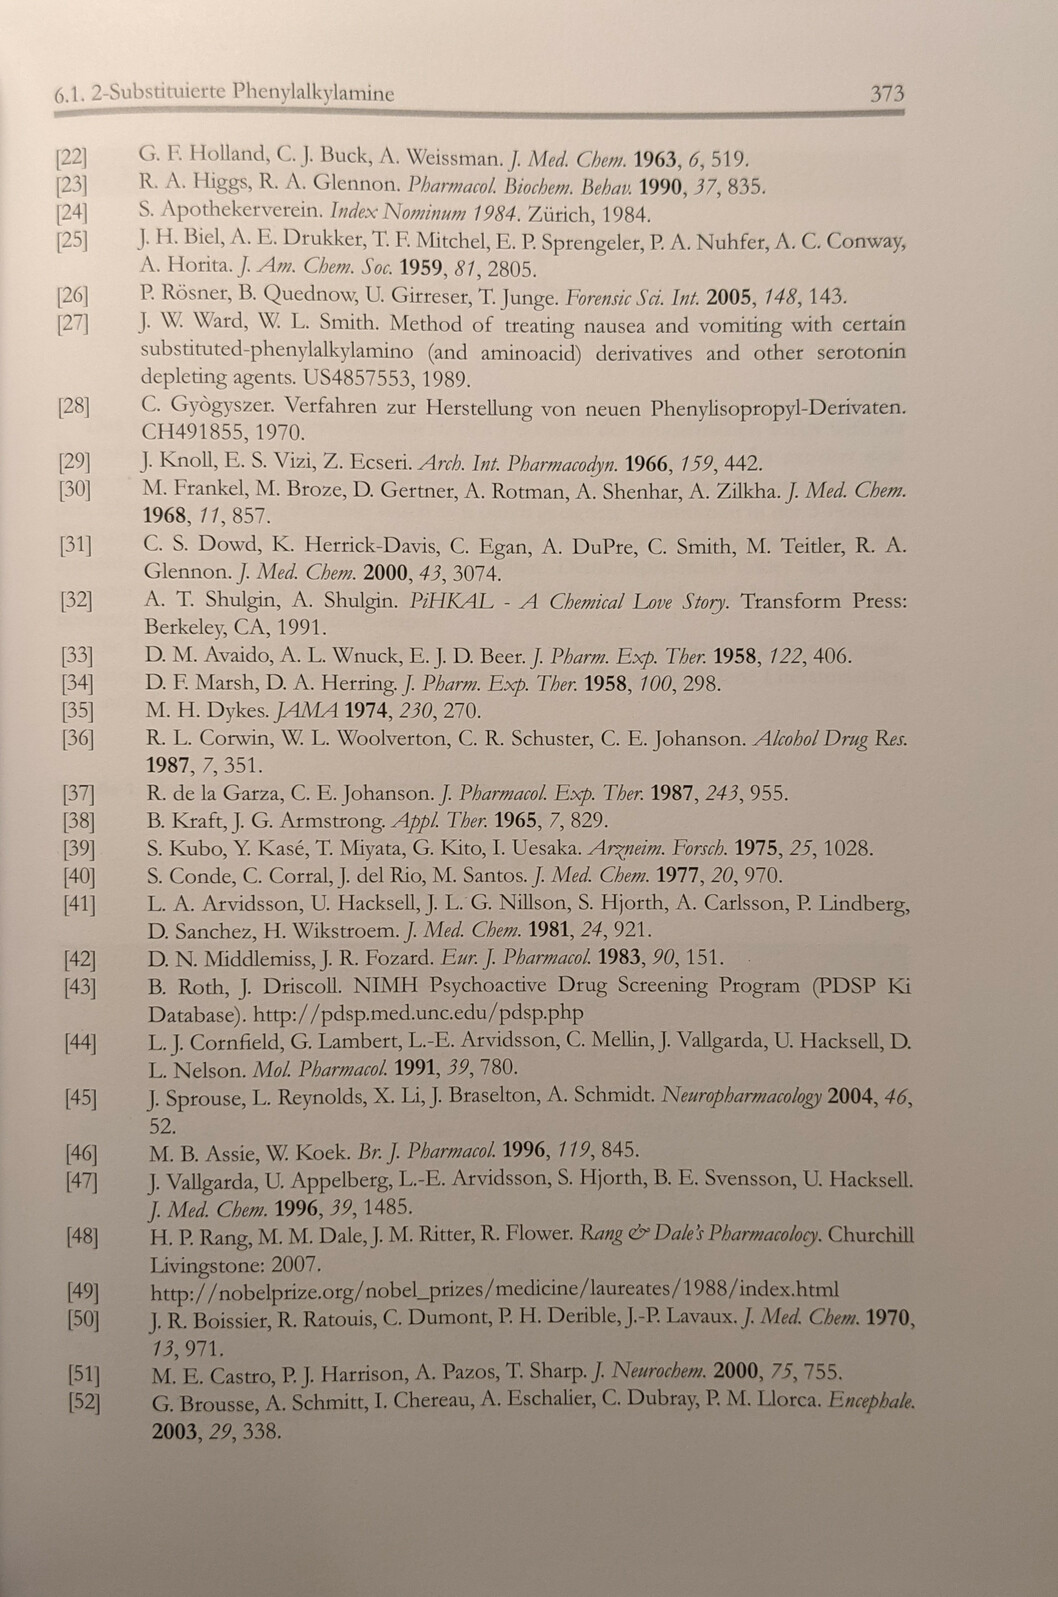 6.1. 2-Substituierte Phenylalkylamine 373
[22] G. F. Holland, C. J. Buck, A. Weissman. J. Med. Chem. 1963, 6, 519.
[23] R. A. Higgs, R. A. Glennon. Pharmacol. Biochem. Behav. 1990, 37, 835.
[24] S. Apothekerverein. Index Nominum 1984. Zürich, 1984.
[25] J. H. Biel, A. E. Drukker, T. F. Mitchel, E. P. Sprengeler, P. A. Nuhfer, A. C. Conway,
A. Horita. J. Am. Chem. Soc. 1959, 81, 2805.
[26] P. Rösner, B. Quednow, U. Girreser, T. Junge. Forensic Sci. Int. 2005, 148, 143.
[27] J. W. Ward, W. L. Smith. Method of treating nausea and vomiting with certain
substituted-phenylalkylamino (and aminoacid) derivatives and other serotonin
depleting agents. US4857553, 1989.
[28] C. Gyògyszer. Verfahren zur Herstellung von neuen Phenylisopropyl-Derivaten.
CH491855, 1970.
[29] J. Knoll, E. S. Vizi, Z. Ecseri. Arch. Int. Pharmacodyn. 1966, 159, 442.
[30] M. Frankel, M. Broze, D. Gertner, A. Rotman, A. Shenhar, A. Zilkha. J. Med. Chem.
1968, 11, 857.
[31] C. S. Dowd, K. Herrick-Davis, C. Egan, A. DuPre, C. Smith, M. Teitler, R. A.
Glennon. J. Med. Chem. 2000, 43, 3074.
[32] A. T. Shulgin, A. Shulgin. PiHKAL - A Chemical Love Story. Transform Press:
Berkeley, CA, 1991.
[33] D. M. Avaido, A. L. Wnuck, E. J. D. Beer. J. Pharm. Exp. Ther. 1958, 122, 406.
[34] D. F. Marsh, D. A. Herring. J. Pharm. Exp. Ther. 1958, 100, 298.
[35] M. H. Dykes. JAMA 1974, 230, 270.
[36] R. L. Corwin, W. L. Woolverton, C. R. Schuster, C. E. Johanson. Alcohol Drug Res.
1987, 7, 351.
[37] R. de la Garza, C. E. Johanson. J. Pharmacol. Exp. Ther. 1987, 243, 955.
[38] B. Kraft, J. G. Armstrong. Appl. Ther. 1965, 7, 829.
[39] S. Kubo, Y. Kasé, T. Miyata, G. Kito, I. Uesaka. Arzneim. Forsch. 1975, 25, 1028.
[40] S. Conde, C. Corral, J. del Rio, M. Santos. J. Med. Chem. 1977, 20, 970.
[41] L. A. Arvidsson, U. Hacksell, J. L. G. Nillson, S. Hjorth, A. Carlsson, P. Lindberg,
D. Sanchez, H. Wikstroem. J. Med. Chem. 1981, 24, 921.
[42] D. N. Middlemiss, J. R. Fozard. Eur. J. Pharmacol. 1983, 90, 151.
[43] B. Roth, J. Driscoll. NIMH Psychoactive Drug Screening Program (PDSP Ki
Database). http://pdsp.med.unc.edu/pdsp.php
[44] L. J. Cornfield, G. Lambert, L.-E. Arvidsson, C. Mellin, J. Vallgarda, U. Hacksell, D.
L. Nelson. Mol. Pharmacol. 1991, 39, 780.
[45] J. Sprouse, L. Reynolds, X. Li, J. Braselton, A. Schmidt. Neuropharmacology 2004, 46,
52.
[46] M. B. Assie, W. Koek. Br. J. Pharmacol. 1996, 119, 845.
[47] J. Vallgarda, U. Appelberg, L.-E. Arvidsson, S. Hjorth, B. E. Svensson, U. Hacksell.
J. Med. Chem. 1996, 39, 1485.
[48] H. P. Rang, M. M. Dale, J. M. Ritter, R. Flower. Rang & Dale's Pharmacolocy. Churchill
Livingstone: 2007.
[49] http://nobelprize.org/nobel_prizes/medicine/laureates/1988/index.html
[50] J. R. Boissier, R. Ratouis, C. Dumont, P. H. Derible, J.-P. Lavaux. J. Med. Chem. 1970,
13, 971.
[51] M. E. Castro, P. J. Harrison, A. Pazos, T. Sharp. J. Neurochem. 2000, 75, 755.
[52] G. Brousse, A. Schmitt, I. Chereau, A. Eschalier, C. Dubray, P. M. Llorca. Encephale.
2003, 29, 338.